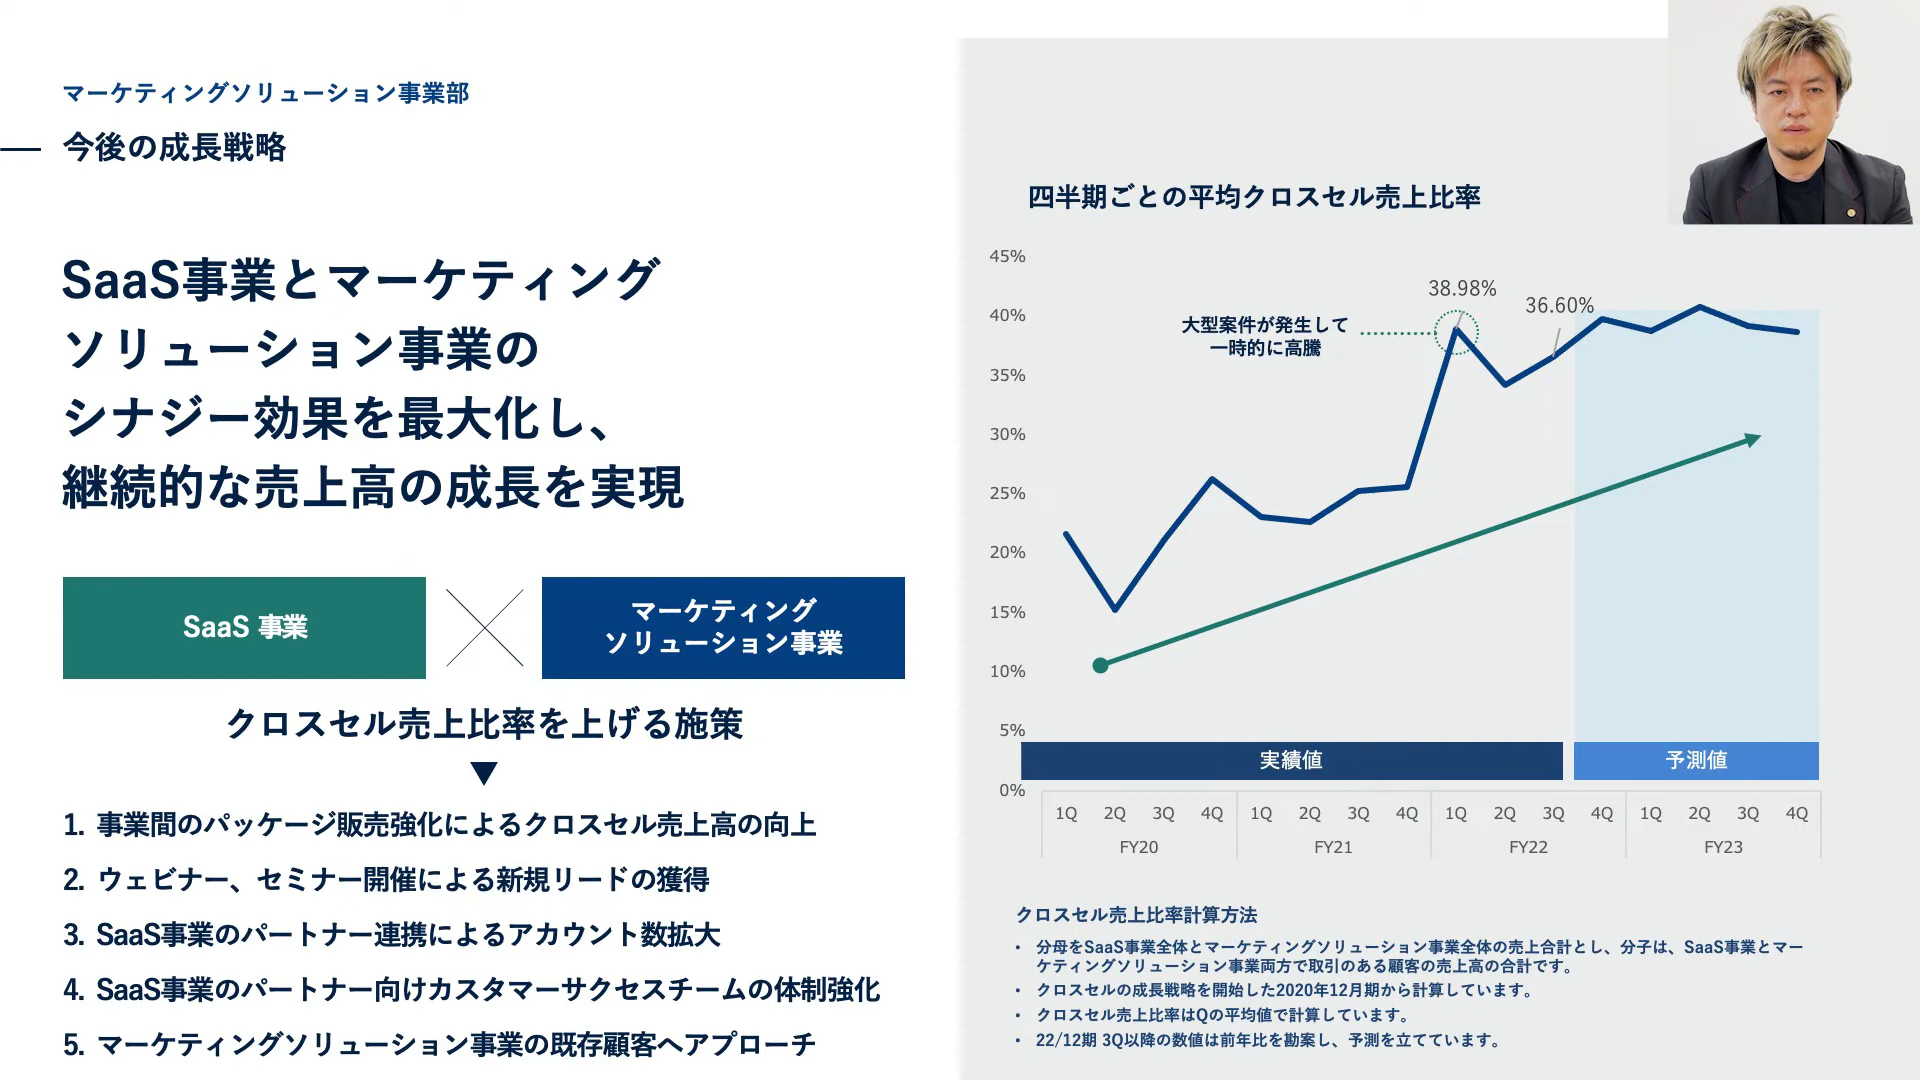 マーケティングソリューション事業部
今後の成長戦略
SaaS事業とマーケティング
ソリューション事業の
シナジー効果を最大化し、
継続的な売上高の成長を実現
SaaS 事業
マーケティング
ソリューション事業
クロスセル売上比率を上げる施策
1. 事業間のパッケージ販売強化によるクロスセル売上高の向上
2. ウェビナー、セミナー開催による新規リードの獲得
3. SaaS事業のパートナー連携によるアカウント数拡大
4. SaaS事業のパートナー向けカスタマーサクセスチームの体制強化
5. マーケティングソリューション事業の既存顧客へアプローチ
四半期ごとの平均クロスセル売上比率
45%
40%
35%
30%
25%
20%
15%
10%
5%
0%
38.98%
36.60%
大型案件が発生して
一時的に高騰
実績値
予測値
1Q 2Q 3Q 4Q 1Q 2Q 3Q 4Q 1Q 2Q 3Q 4Q 1Q 2Q 3Q 4Q
FY20 FY21 FY22 FY23
クロスセル売上比率計算方法
• 分母をSaaS事業全体とマーケティングソリューション事業全体の売上合計とし、分子は、SaaS事業とマー
ケティングソリューション事業両方で取引のある顧客の売上高の合計です。
• クロスセルの成長戦略を開始した2020年12月期から計算しています。
• クロスセル売上比率はQの平均値で計算しています。
• 22/12期 3Q以降の数値は前年比を勘案し、予測を立てています。